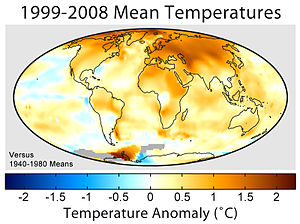 1999-2008 Mean Temperatures
Versus
1940-1980 Means
-2 -1.5 -1 -0.5 0 0.5 1 1.5 2
Temperature Anomaly (˚C)